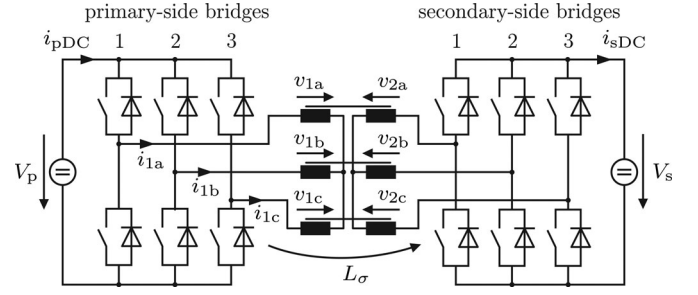 primary-side bridges secondary-side bridges
i_pDC 1 2 3 1 2 3 i_sDC
v_1a v_2a
v_1b v_2b
i_1a
V_p i_1b V_s
v_1c v_2c
i_1c
L_σ